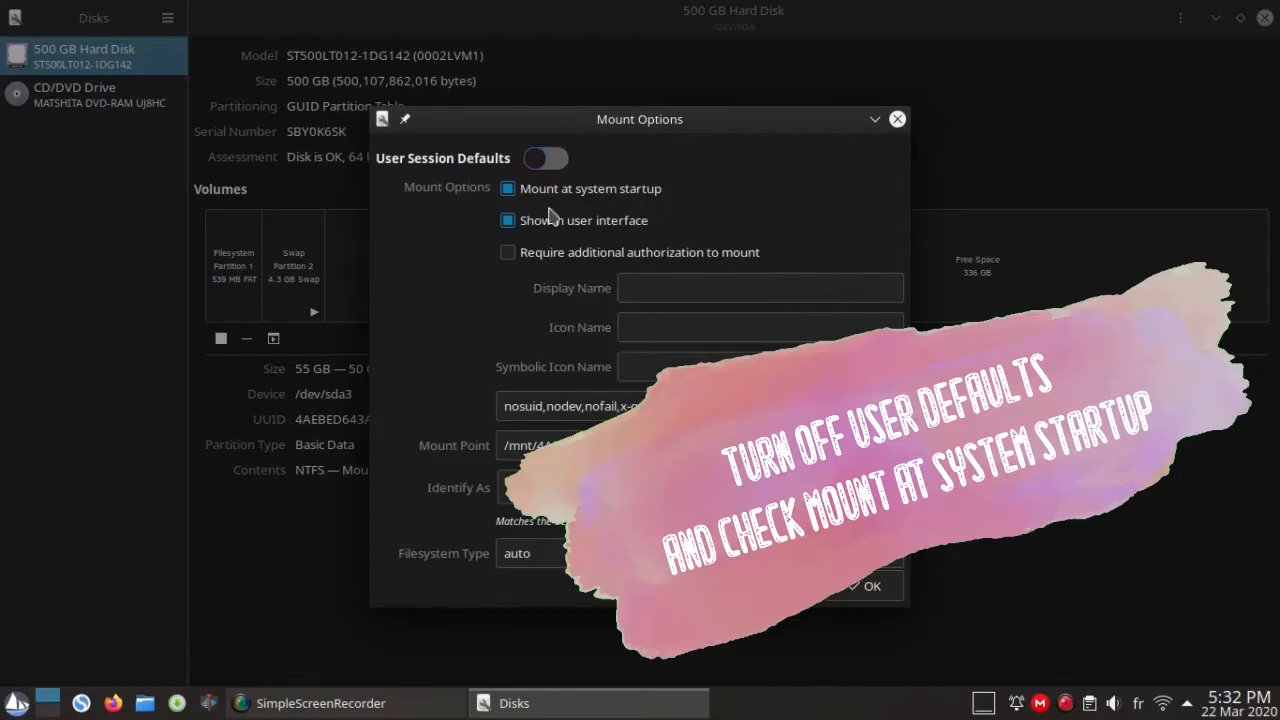 Disks
500 GB Hard Disk
/dev/sda
500 GB Hard Disk
ST500LT012-1DG142
CD/DVD Drive
MATSHITA DVD-RAM UJ8HC
Model ST500LT012-1DG142 (0002LVM1)
Size 500 GB (500,107,862,016 bytes)
Partitioning GUID Partition Table
Serial Number SBY0K6SK
Assessment Disk is OK, 64
Volumes
Filesystem
Partition 1
539 MB FAT
Swap
Partition 2
4.3 GB Swap
Free Space
336 GB
Size 55 GB — 50
Device /dev/sda3
UUID 4AEBED643A
Partition Type Basic Data
Contents NTFS — Mou
Mount Options
User Session Defaults
Mount Options Mount at system startup
Show in user interface
Require additional authorization to mount
Display Name
Icon Name
Symbolic Icon Name
nosuid,nodev,nofail,x-g
Mount Point /mnt/4A
Identify As
Matches the
Filesystem Type auto
OK
TURN OFF USER DEFAULTS
AND CHECK MOUNT AT SYSTEM STARTUP
SimpleScreenRecorder
Disks
fr
5:32 PM
22 Mar 2020